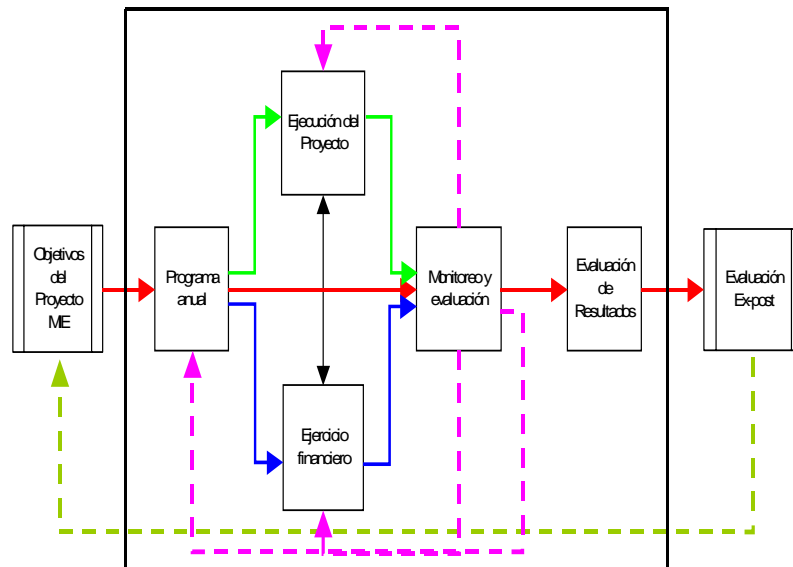 Ejecución del
Proyecto
Objetivos
del
Proyecto
MIE
Programa
anual
Monitoreo y
evaluación
Evaluación
de
Resultados
Evaluación
Ex-post
Ejercicio
financiero